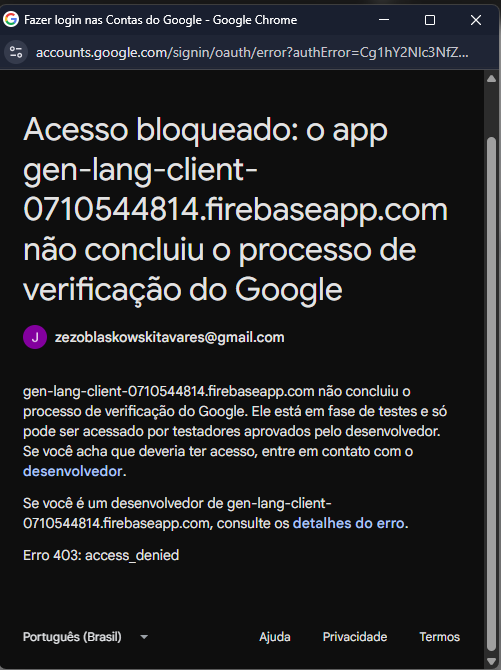 Fazer login nas Contas do Google - Google Chrome
accounts.google.com/signin/oauth/error?authError=Cg1hY2Nlc3NfZ...
Acesso bloqueado: o app
gen-lang-client-
0710544814.firebaseapp.com
não concluiu o processo de
verificação do Google
J zezoblaskowskitavares@gmail.com
gen-lang-client-0710544814.firebaseapp.com não concluiu o
processo de verificação do Google. Ele está em fase de testes e só
pode ser acessado por testadores aprovados pelo desenvolvedor.
Se você acha que deveria ter acesso, entre em contato com o
desenvolvedor.
Se você é um desenvolvedor de gen-lang-client-
0710544814.firebaseapp.com, consulte os detalhes do erro.
Erro 403: access_denied
Português (Brasil) Ajuda Privacidade Termos